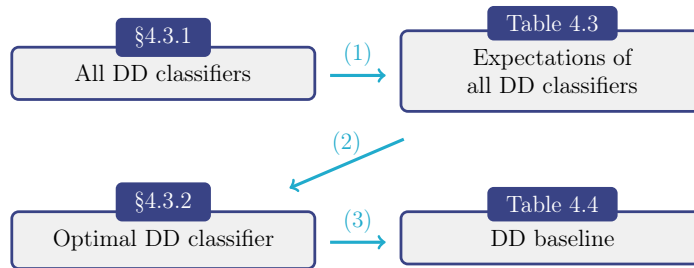 §4.3.1
All DD classifiers
(1)
Table 4.3
Expectations of
all DD classifiers
(2)
§4.3.2
Optimal DD classifier
(3)
Table 4.4
DD baseline